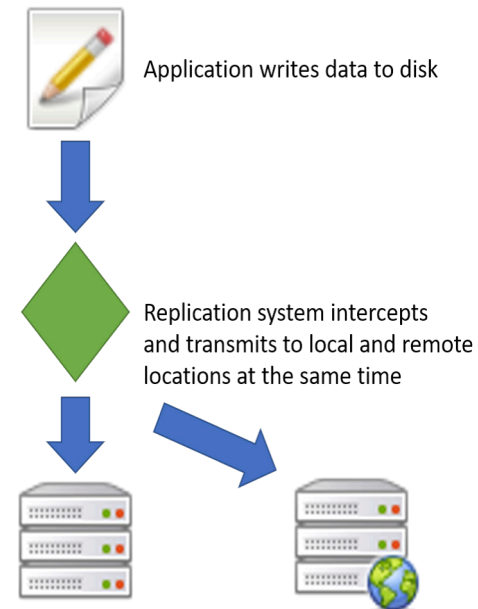 Application writes data to disk
Replication system intercepts
and transmits to local and remote
locations at the same time